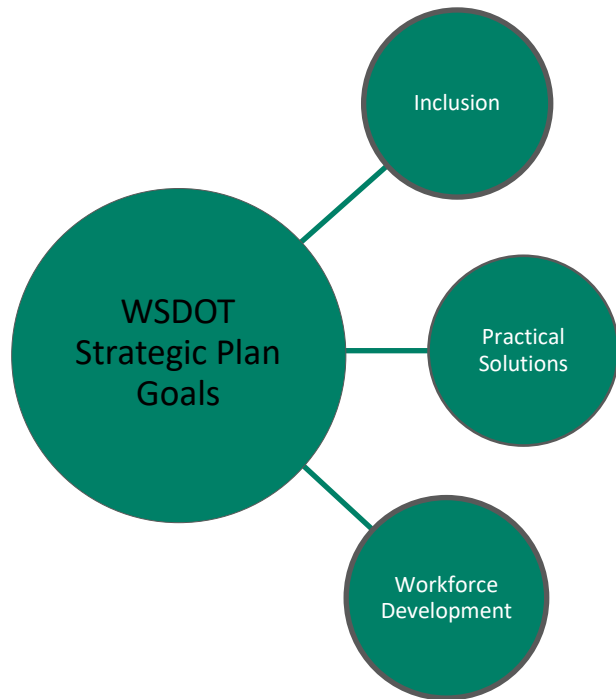 Inclusion
WSDOT
Strategic Plan
Goals
Practical
Solutions
Workforce
Development